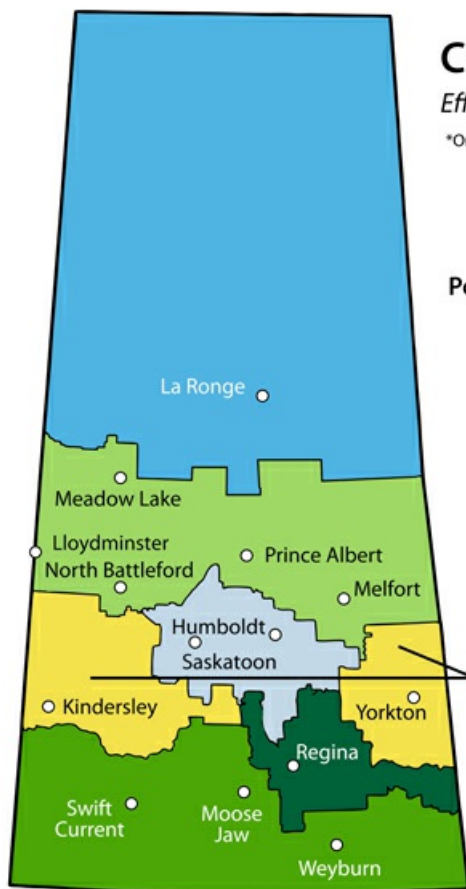 C
Eff
*O
Po
La Ronge
Meadow Lake
Lloydminster
North Battleford
Prince Albert
Melfort
Humboldt
Saskatoon
Kindersley
Yorkton
Regina
Swift
Current
Moose
Jaw
Weyburn